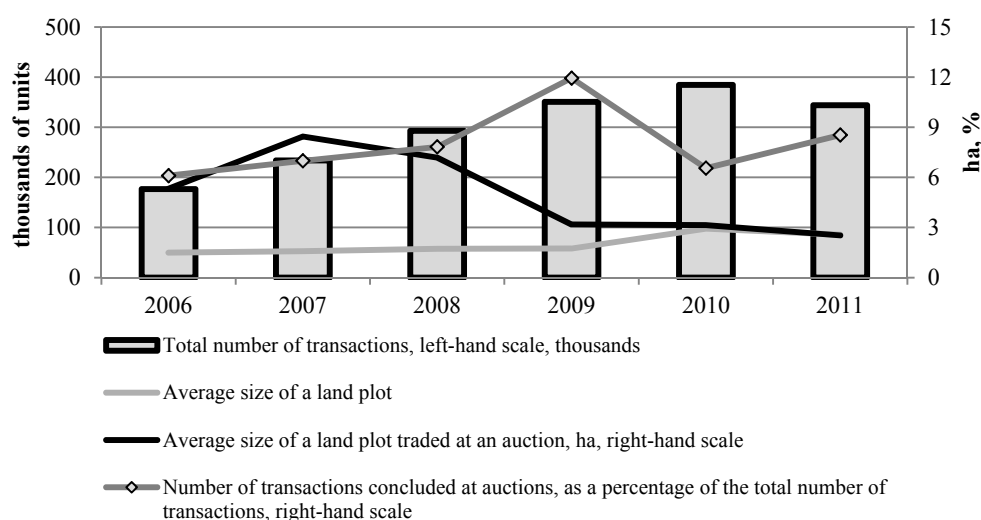 500
400
300
200
100
0
thousands of units
15
12
9
6
3
0
ha, %
2006 2007 2008 2009 2010 2011
Total number of transactions, left-hand scale, thousands
Average size of a land plot
Average size of a land plot traded at an auction, ha, right-hand scale
Number of transactions concluded at auctions, as a percentage of the total number of
transactions, right-hand scale